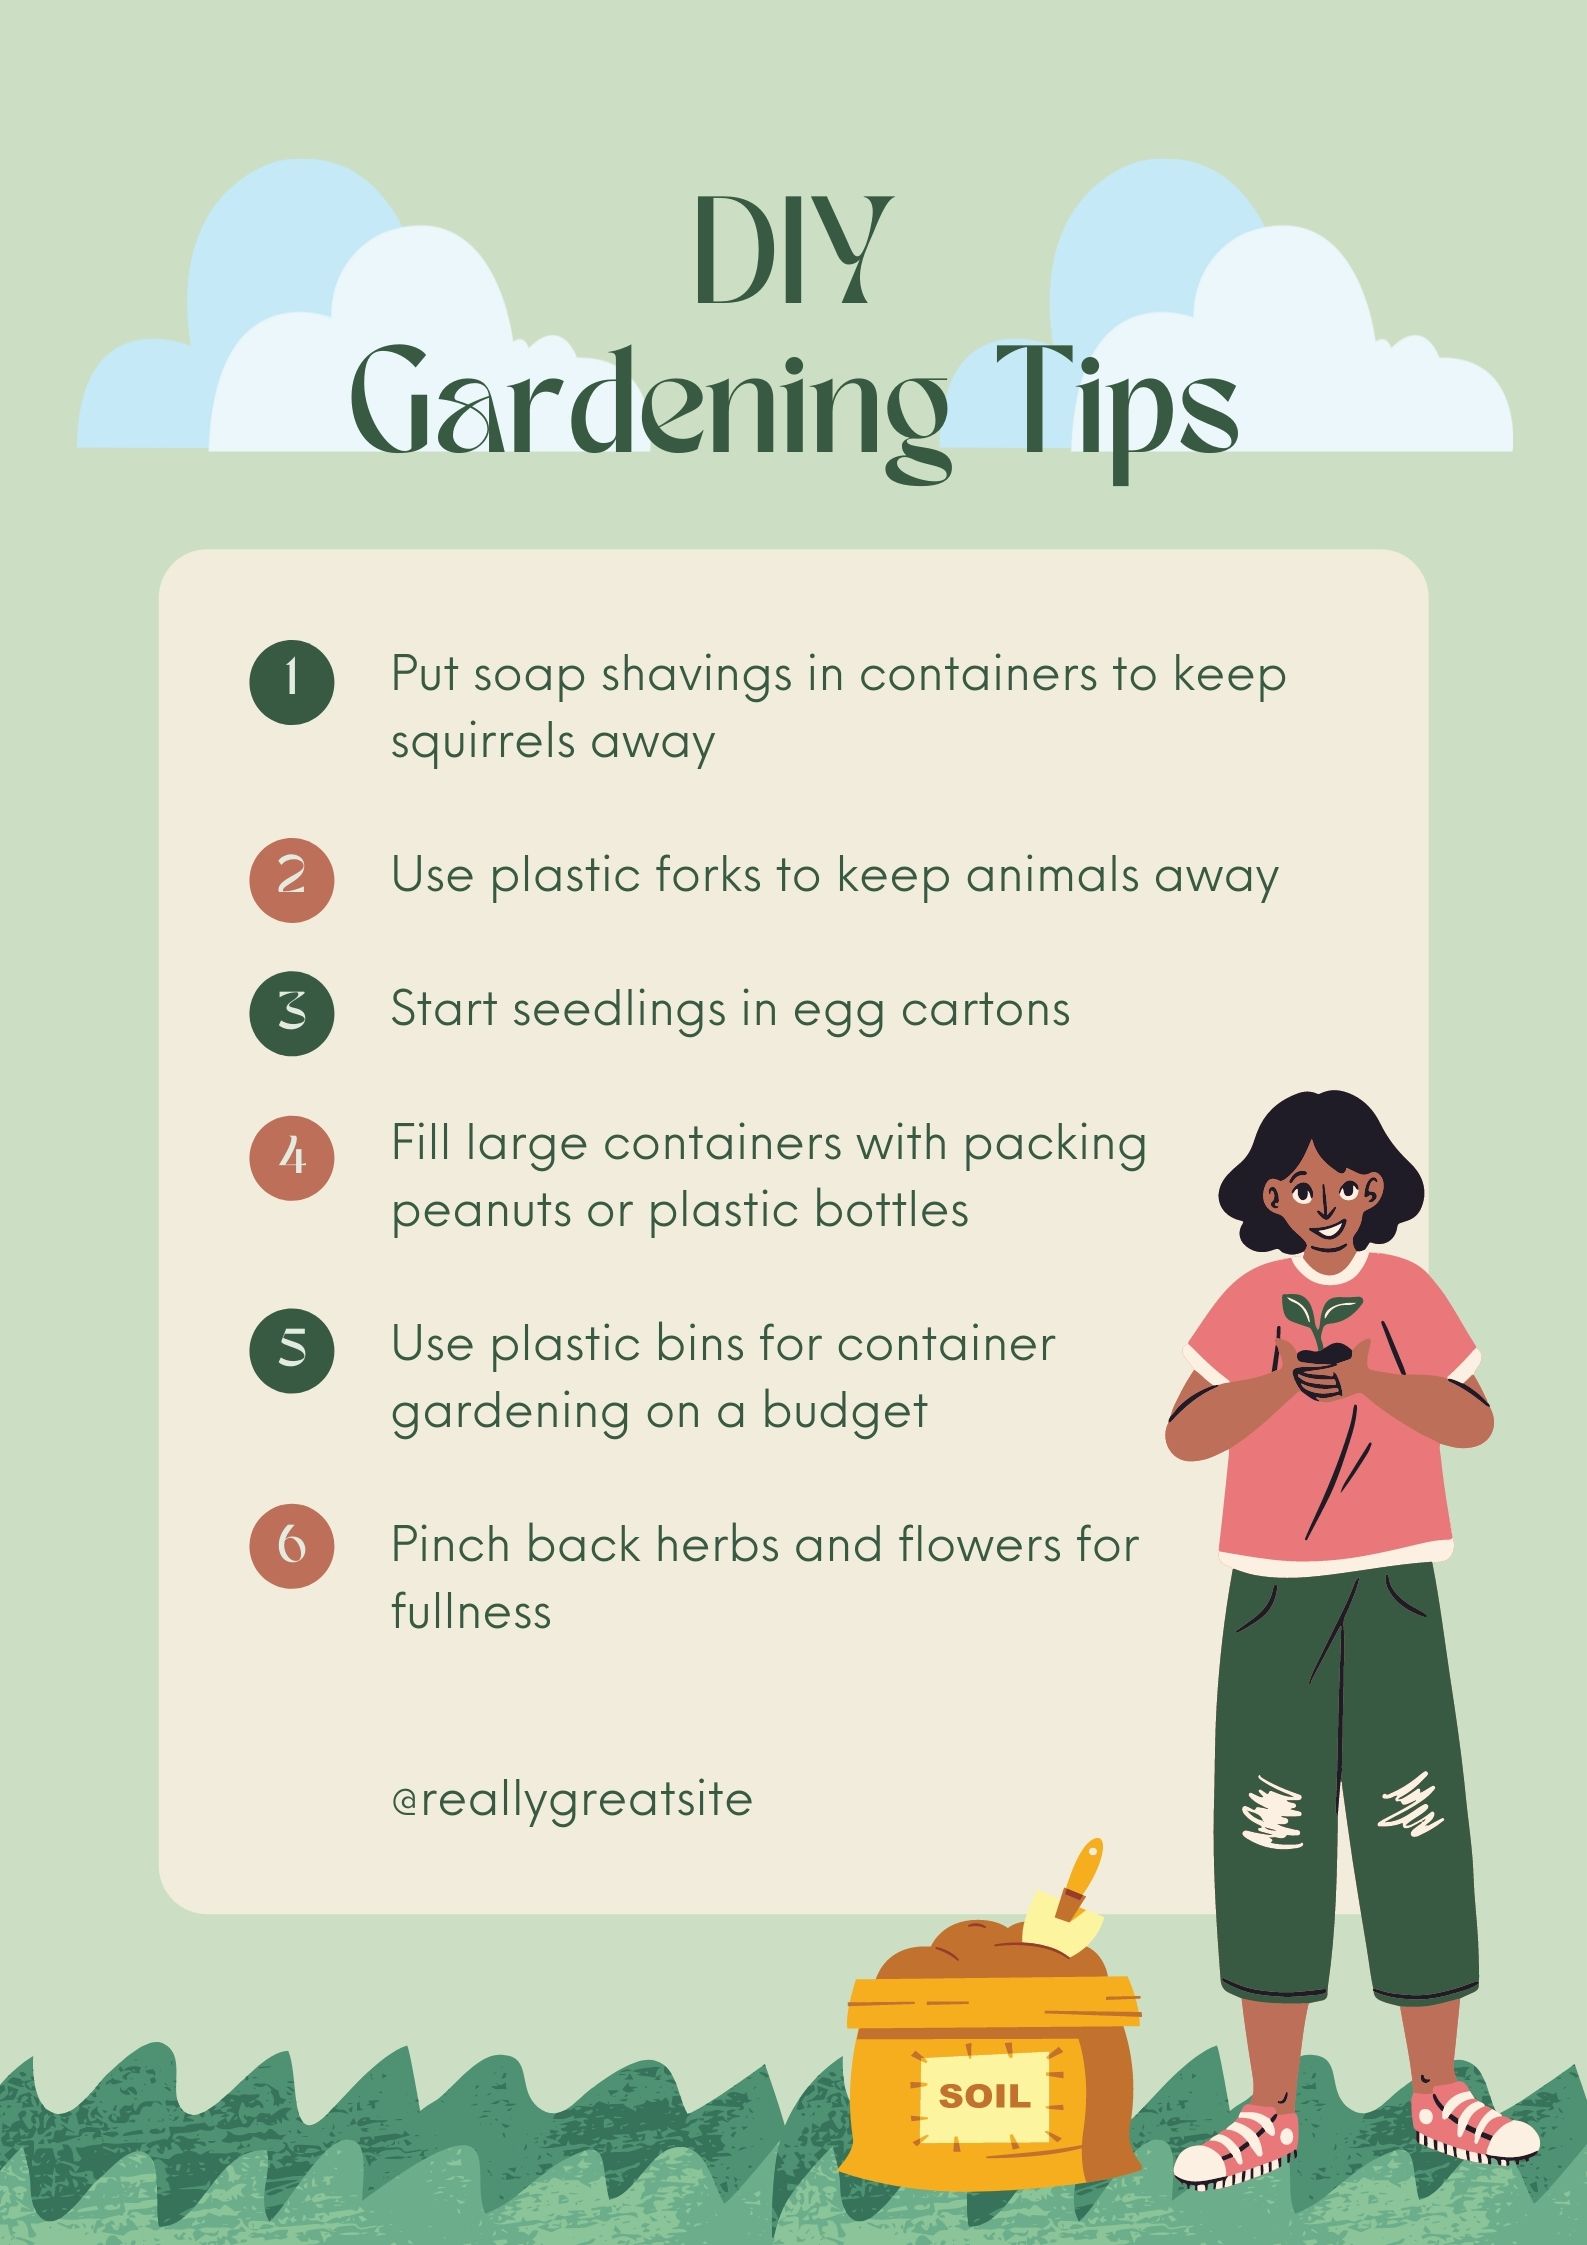 DIY
Gardening Tips
1 Put soap shavings in containers to keep
squirrels away
2 Use plastic forks to keep animals away
3 Start seedlings in egg cartons
4 Fill large containers with packing
peanuts or plastic bottles
5 Use plastic bins for container
gardening on a budget
6 Pinch back herbs and flowers for
fullness
@reallygreatsite
SOIL